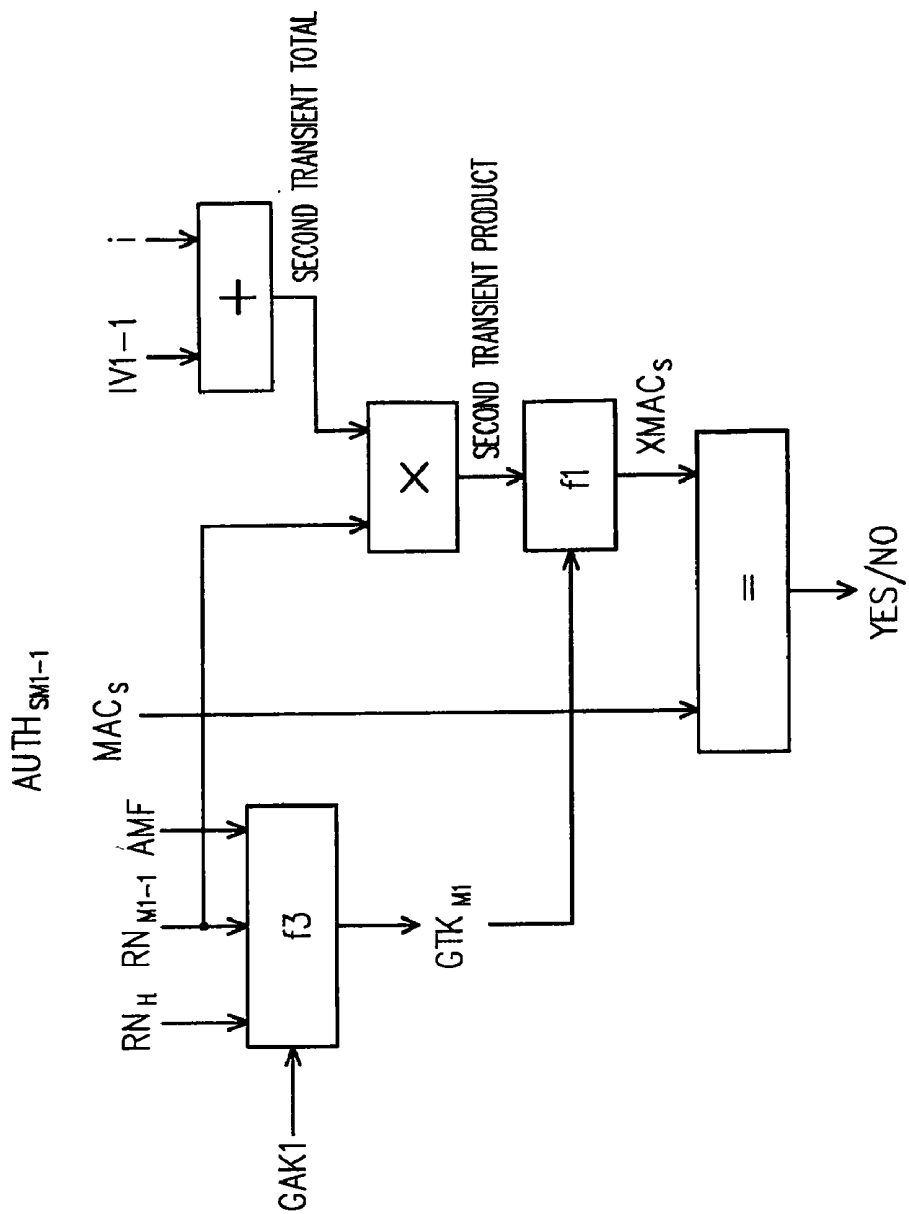 AUTH SM1-1
RN H RN M1-1 AMF MAC S IV1-1 i
GAK1 f3 +
SECOND TRANSIENT TOTAL
GTK M1 X
SECOND TRANSIENT PRODUCT
f1
XMAC S
=
YES/NO